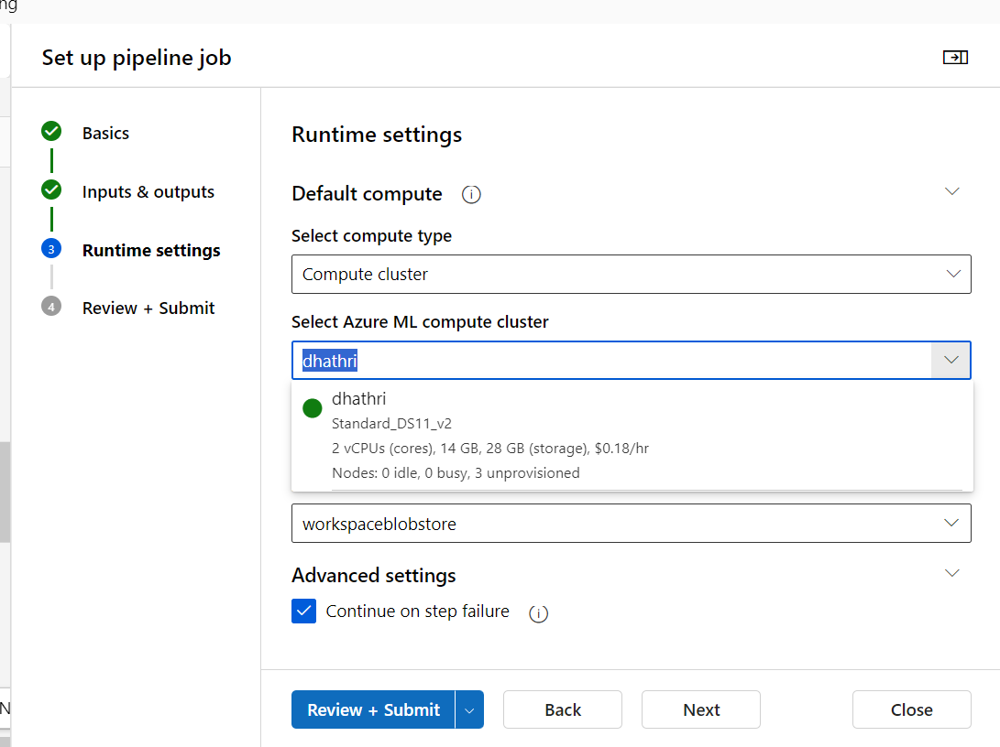 ng
Set up pipeline job
Basics
Inputs & outputs
3 Runtime settings
4 Review + Submit
Runtime settings
Default compute
Select compute type
Compute cluster
Select Azure ML compute cluster
dhathri
dhathri
Standard_DS11_v2
2 vCPUs (cores), 14 GB, 28 GB (storage), $0.18/hr
Nodes: 0 idle, 0 busy, 3 unprovisioned
workspaceblobstore
Advanced settings
Continue on step failure
N
Review + Submit
Back
Next
Close